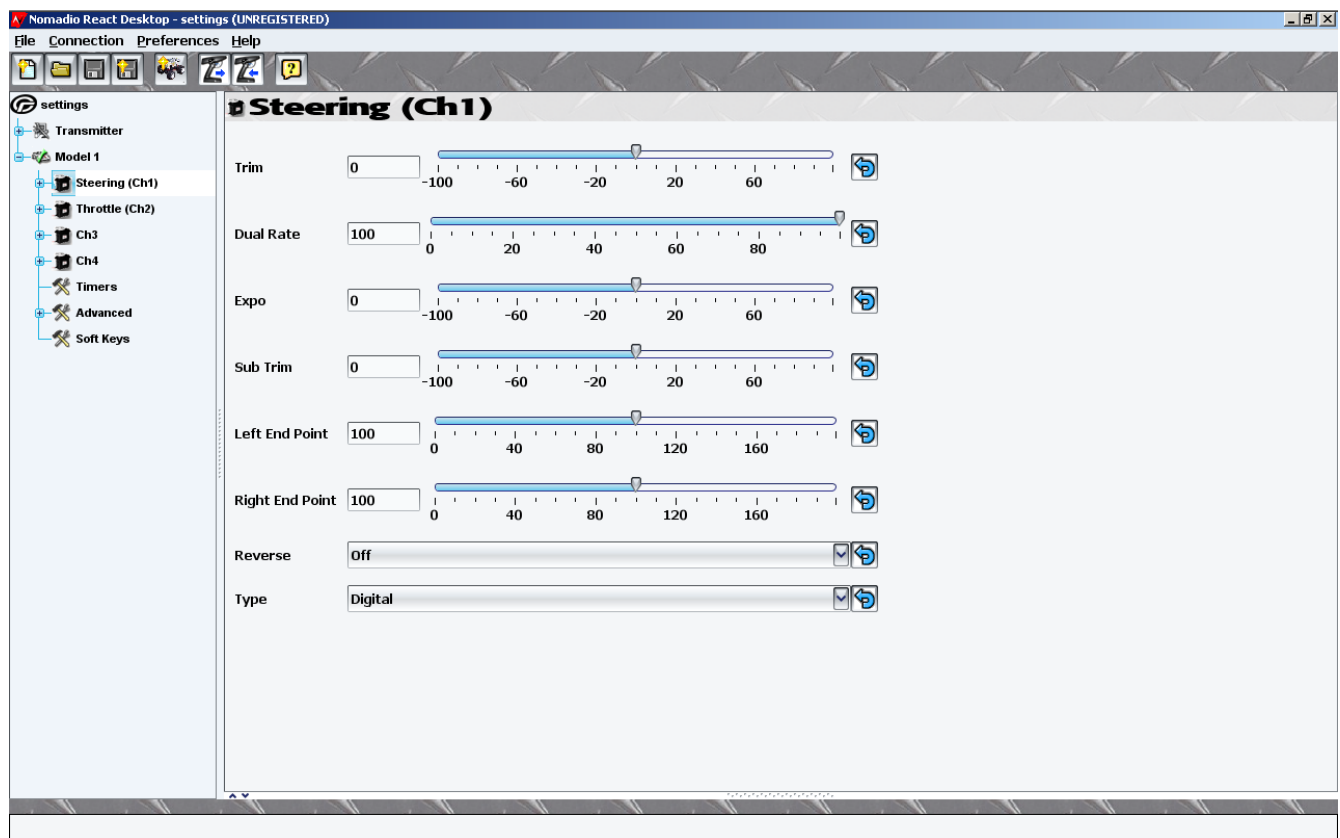 Nomadio React Desktop - settings (UNREGISTERED)
File Connection Preferences Help
settings
Transmitter
Model 1
Steering (Ch1)
Throttle (Ch2)
Ch3
Ch4
Timers
Advanced
Soft Keys
Steering (Ch1)
Trim 0
-100 -60 -20 20 60
Dual Rate 100
0 20 40 60 80
Expo 0
-100 -60 -20 20 60
Sub Trim 0
-100 -60 -20 20 60
Left End Point 100
0 40 80 120 160
Right End Point 100
0 40 80 120 160
Reverse Off
Type Digital